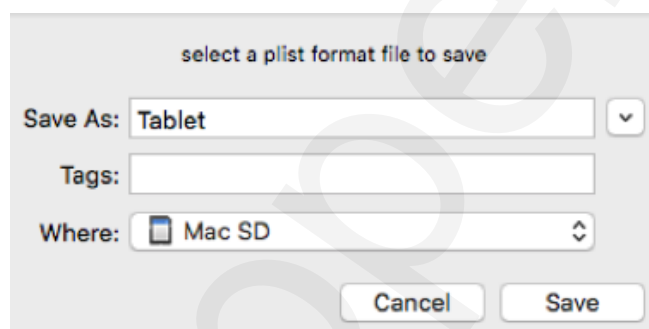 select a plist format file to save
Save As: Tablet
Tags:
Where: Mac SD
Cancel Save